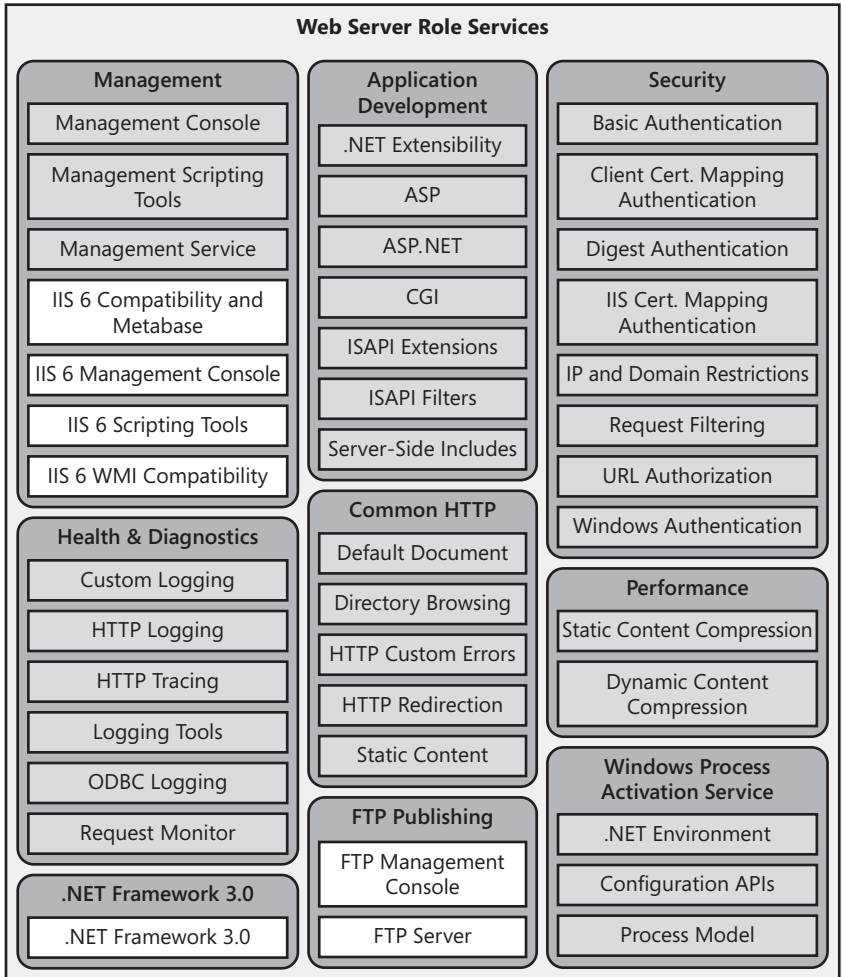 Web Server Role Services
Management
Management Console
Management Scripting
Tools
Management Service
IIS 6 Compatibility and
Metabase
IIS 6 Management Console
IIS 6 Scripting Tools
IIS 6 WMI Compatibility
Health & Diagnostics
Custom Logging
HTTP Logging
HTTP Tracing
Logging Tools
ODBC Logging
Request Monitor
.NET Framework 3.0
.NET Framework 3.0
Application
Development
.NET Extensibility
ASP
ASP.NET
CGI
ISAPI Extensions
ISAPI Filters
Server-Side Includes
Common HTTP
Default Document
Directory Browsing
HTTP Custom Errors
HTTP Redirection
Static Content
FTP Publishing
FTP Management
Console
FTP Server
Security
Basic Authentication
Client Cert. Mapping
Authentication
Digest Authentication
IIS Cert. Mapping
Authentication
IP and Domain Restrictions
Request Filtering
URL Authorization
Windows Authentication
Performance
Static Content Compression
Dynamic Content
Compression
Windows Process
Activation Service
.NET Environment
Configuration APIs
Process Model